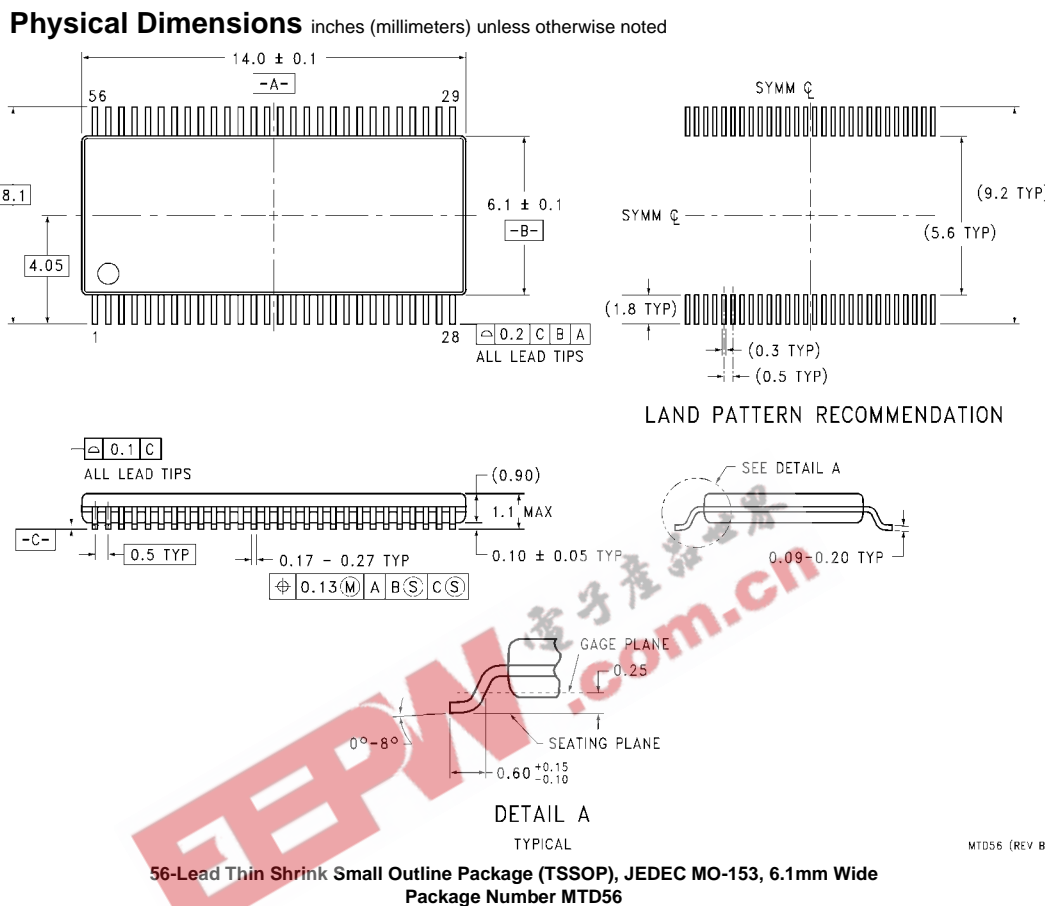 Physical Dimensions inches (millimeters) unless otherwise noted
14.0 ± 0.1
-A-
56
29
8.1
4.05
6.1 ± 0.1
-B-
1
28
⌓ 0.2 C B A
ALL LEAD TIPS
SYMM ℄
SYMM ℄
(9.2 TYP)
(5.6 TYP)
(1.8 TYP)
(0.3 TYP)
(0.5 TYP)
LAND PATTERN RECOMMENDATION
⌓ 0.1 C
ALL LEAD TIPS
(0.90)
1.1 MAX
-C-
0.5 TYP
0.17 - 0.27 TYP
0.10 ± 0.05 TYP
⌖ 0.13 Ⓜ A B Ⓢ C Ⓢ
SEE DETAIL A
0.09-0.20 TYP
GAGE PLANE
0.25
0°-8°
SEATING PLANE
0.60 +0.15 -0.10
DETAIL A
TYPICAL
MTD56 (REV B
EEPW.com.cn
電子產品世界
56-Lead Thin Shrink Small Outline Package (TSSOP), JEDEC MO-153, 6.1mm Wide
Package Number MTD56